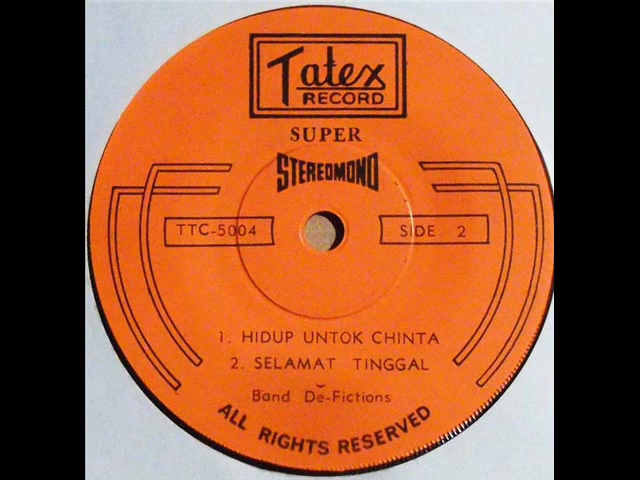 Tatex
RECORD
SUPER
STEREOMONO
TTC-5004
SIDE 2
1. HIDUP UNTOK CHINTA
2. SELAMAT TINGGAL
Band De-Fictions
ALL RIGHTS RESERVED